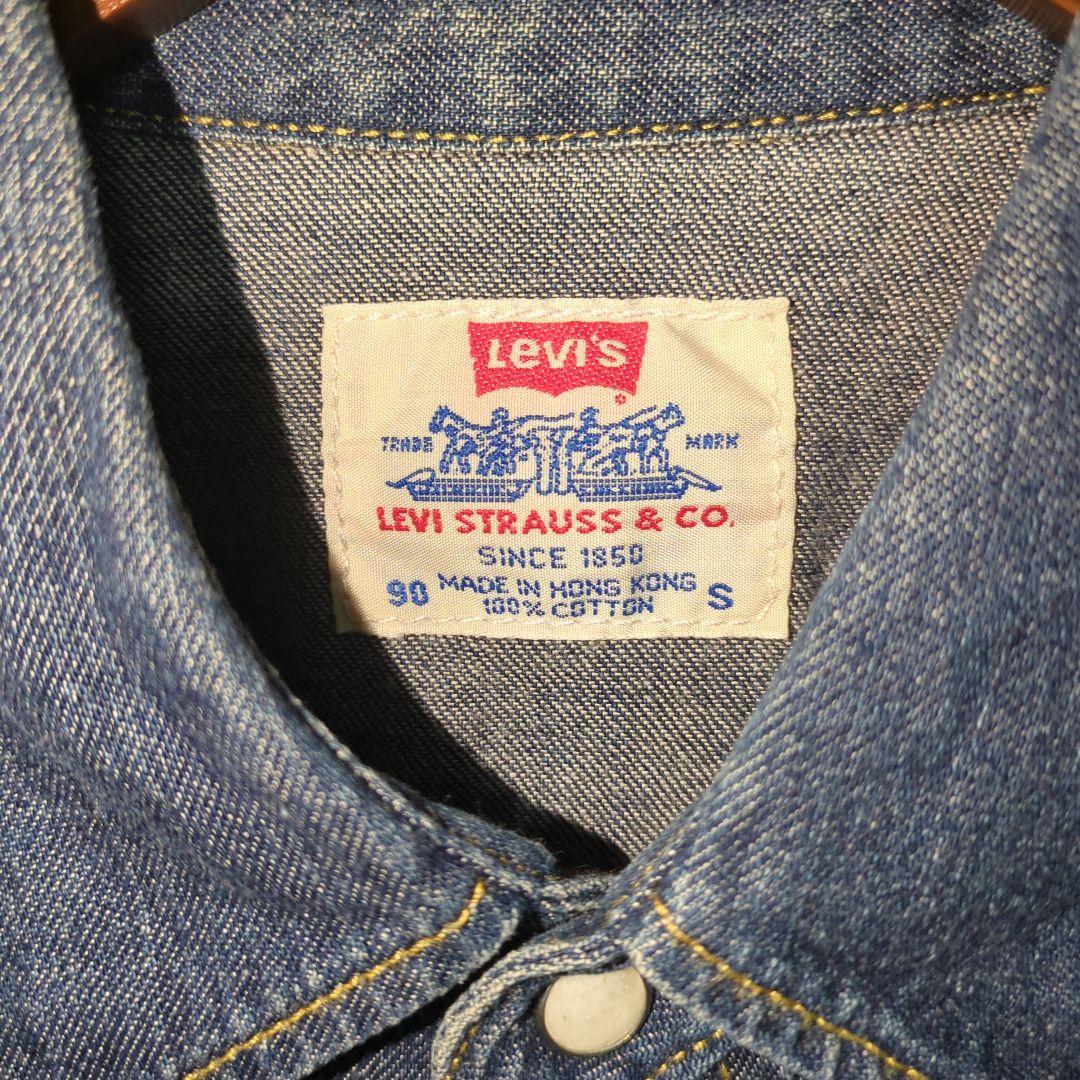 Levi's
®
TRADE MARK
LEVI STRAUSS & CO.
SINCE 1850
MADE IN HONG KONG
90 100% COTTON S